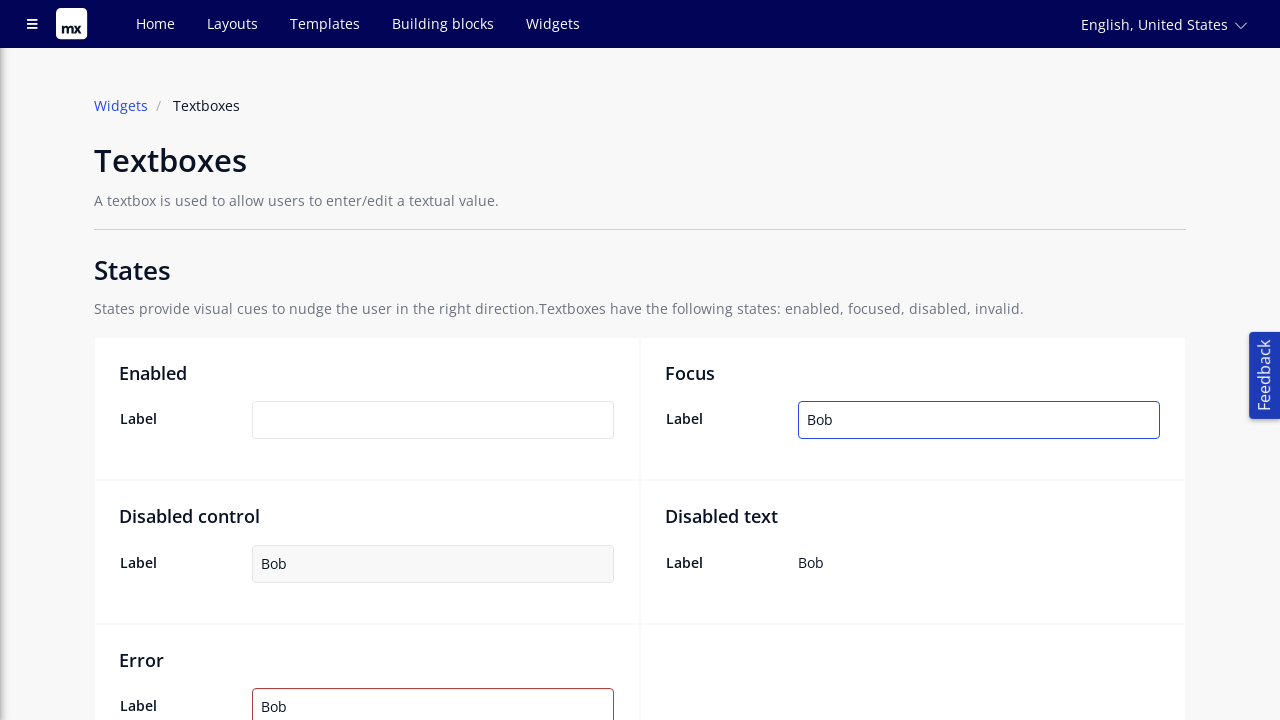 mx
Home
Layouts
Templates
Building blocks
Widgets
English, United States
Widgets / Textboxes
Textboxes
A textbox is used to allow users to enter/edit a textual value.
States
States provide visual cues to nudge the user in the right direction.Textboxes have the following states: enabled, focused, disabled, invalid.
Enabled
Label
Focus
Label Bob
Disabled control
Label Bob
Disabled text
Label Bob
Error
Label Bob
Feedback